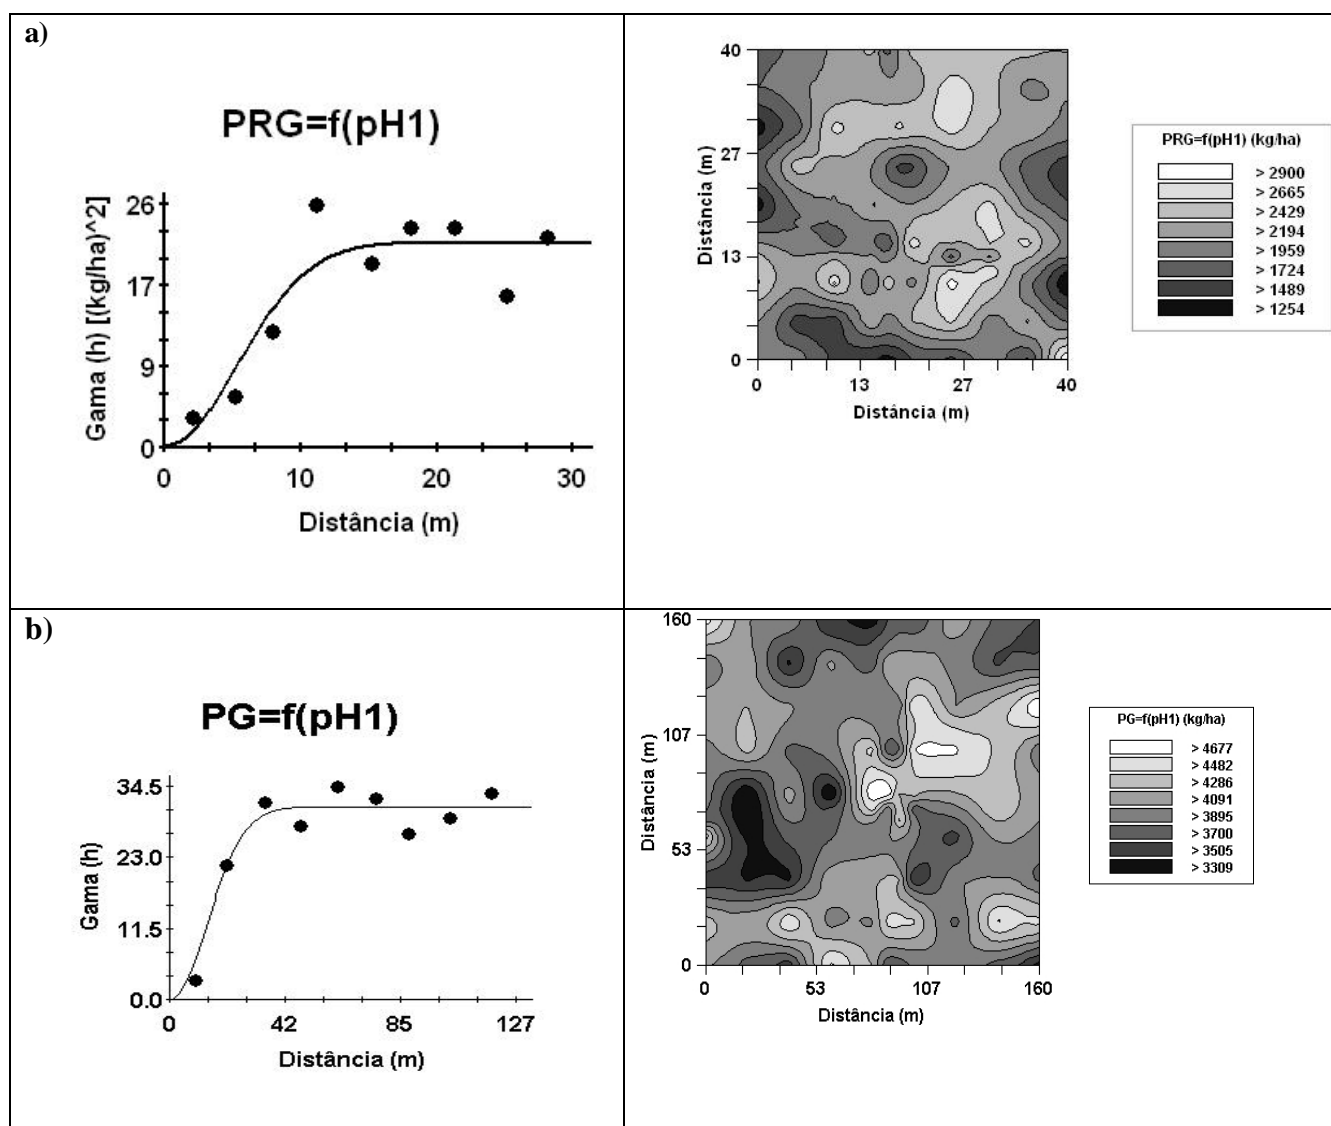 a)
PRG=f(pH1)
Gama (h) [(kg/ha)^2]
26
17
9
0
0 10 20 30
Distância (m)
Distância (m)
40
27
13
0
0 13 27 40
Distância (m)
PRG=f(pH1) (kg/ha)
> 2900
> 2665
> 2429
> 2194
> 1959
> 1724
> 1489
> 1254
b)
PG=f(pH1)
Gama (h)
34.5
23.0
11.5
0.0
0 42 85 127
Distância (m)
Distância (m)
160
107
53
0
0 53 107 160
Distância (m)
PG=f(pH1) (kg/ha)
> 4677
> 4482
> 4286
> 4091
> 3895
> 3700
> 3505
> 3309